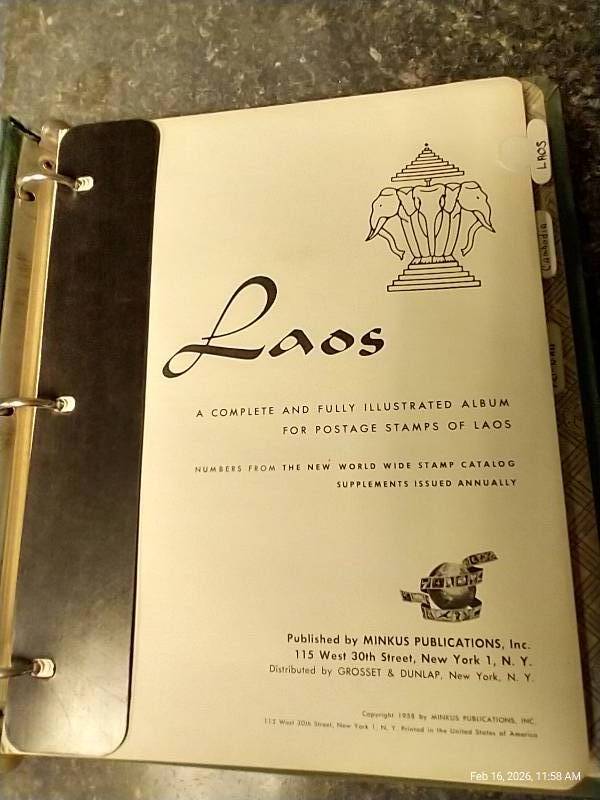 LAOS
Cambodia
Laos
A COMPLETE AND FULLY ILLUSTRATED ALBUM
FOR POSTAGE STAMPS OF LAOS
NUMBERS FROM THE NEW WORLD WIDE STAMP CATALOG
SUPPLEMENTS ISSUED ANNUALLY
Published by MINKUS PUBLICATIONS, Inc.
115 West 30th Street, New York 1, N. Y.
Distributed by GROSSET & DUNLAP, New York, N. Y.
Copyright 1958 by MINKUS PUBLICATIONS, INC.
115 West 30th Street, New York 1, N. Y. Printed in the United States of America
Feb 16, 2026, 11:58 AM